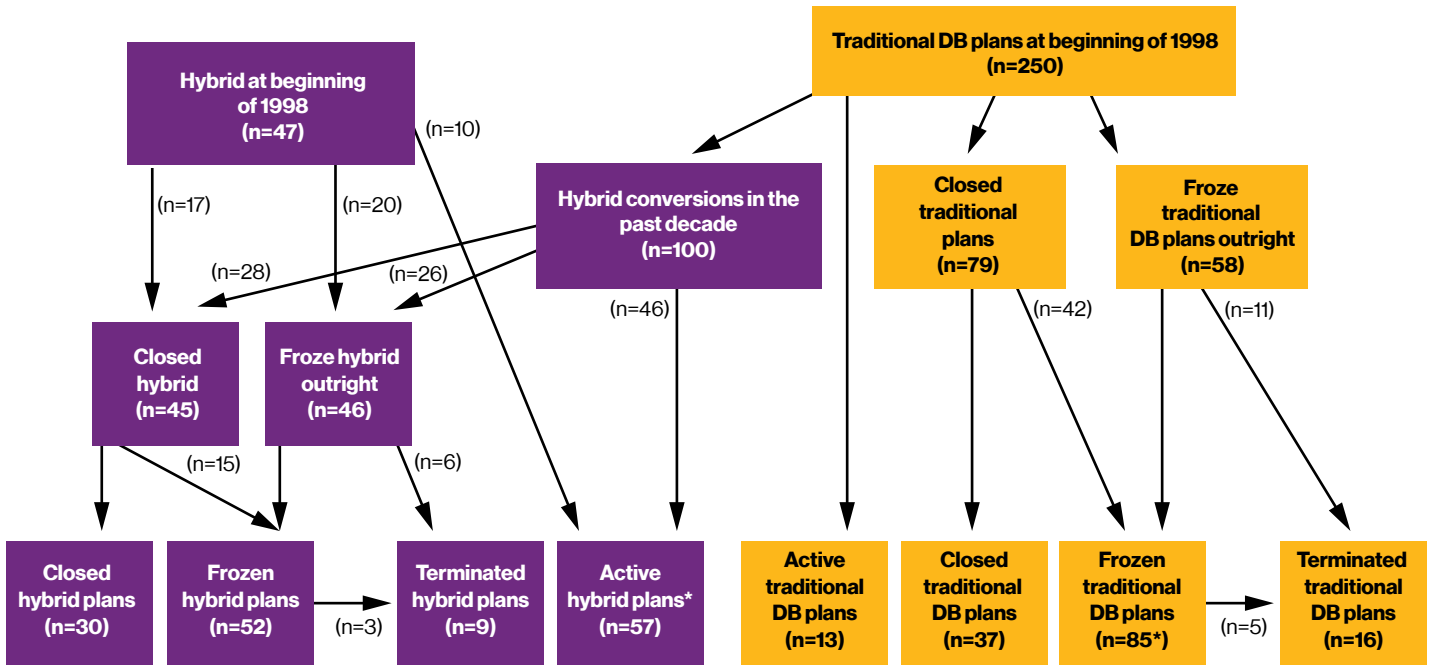 Traditional DB plans at beginning of 1998
(n=250)
Hybrid at beginning
of 1998
(n=47)
(n=10)
(n=17)
(n=20)
Hybrid conversions in the
past decade
(n=100)
Closed
traditional
plans
(n=79)
Froze
traditional
DB plans outright
(n=58)
(n=28)
(n=26)
(n=46)
(n=42)
(n=11)
Closed
hybrid
(n=45)
Froze hybrid
outright
(n=46)
(n=15)
(n=6)
Closed
hybrid plans
(n=30)
Frozen
hybrid plans
(n=52)
(n=3)
Terminated
hybrid plans
(n=9)
Active
hybrid plans*
(n=57)
Active
traditional
DB plans
(n=13)
Closed
traditional
DB plans
(n=37)
Frozen
traditional
DB plans
(n=85*)
(n=5)
Terminated
traditional
DB plans
(n=16)